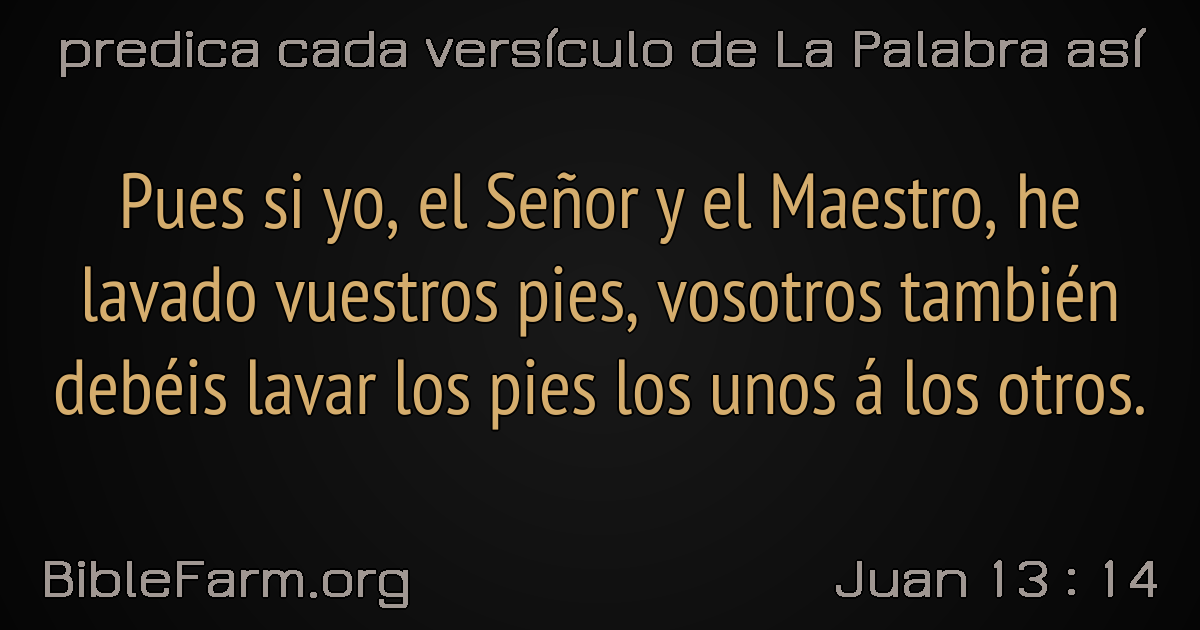 predica cada versículo de La Palabra así
Pues si yo, el Señor y el Maestro, he
lavado vuestros pies, vosotros también
debéis lavar los pies los unos á los otros.
BibleFarm.org
Juan 13 : 14